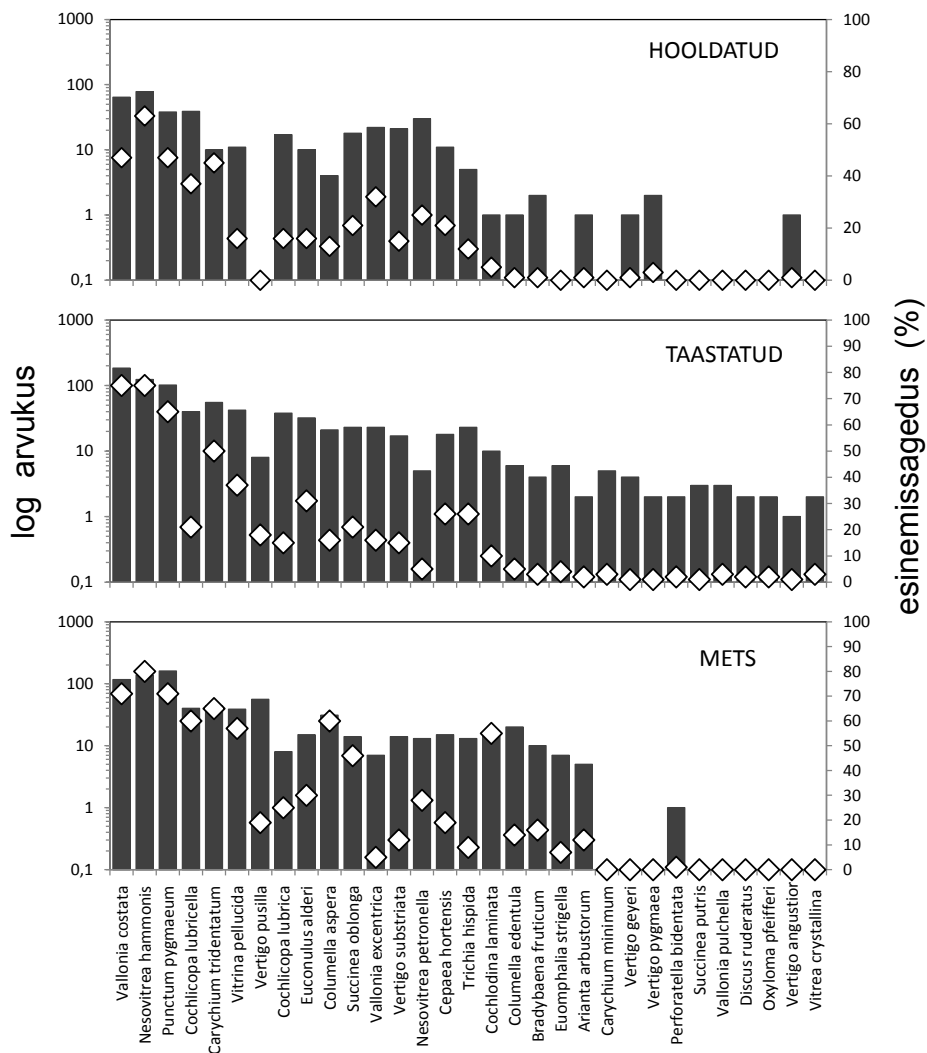 log arvukus
esinemissagedus (%)
HOOLDATUD
1000
100
10
1
0,1
100
80
60
40
20
0
TAASTATUD
1000
100
10
1
0,1
100
90
80
70
60
50
40
30
20
10
0
METS
1000
100
10
1
0,1
100
90
80
70
60
50
40
30
20
10
0
Vallonia costata
Nesovitrea hammonis
Punctum pygmaeum
Cochlicopa lubricella
Carychium tridentatum
Vitrina pellucida
Vertigo pusilla
Cochlicopa lubrica
Euconulus alderi
Columella aspera
Succinea oblonga
Vallonia excentrica
Vertigo substriata
Nesovitrea petronella
Cepaea hortensis
Trichia hispida
Cochlodina laminata
Columella edentula
Bradybaena fruticum
Euomphalia strigella
Arianta arbustorum
Carychium minimum
Vertigo geyeri
Vertigo pygmaea
Perforatella bidentata
Succinea putris
Vallonia pulchella
Discus ruderatus
Oxyloma pfeifferi
Vertigo angustior
Vitrea crystallina